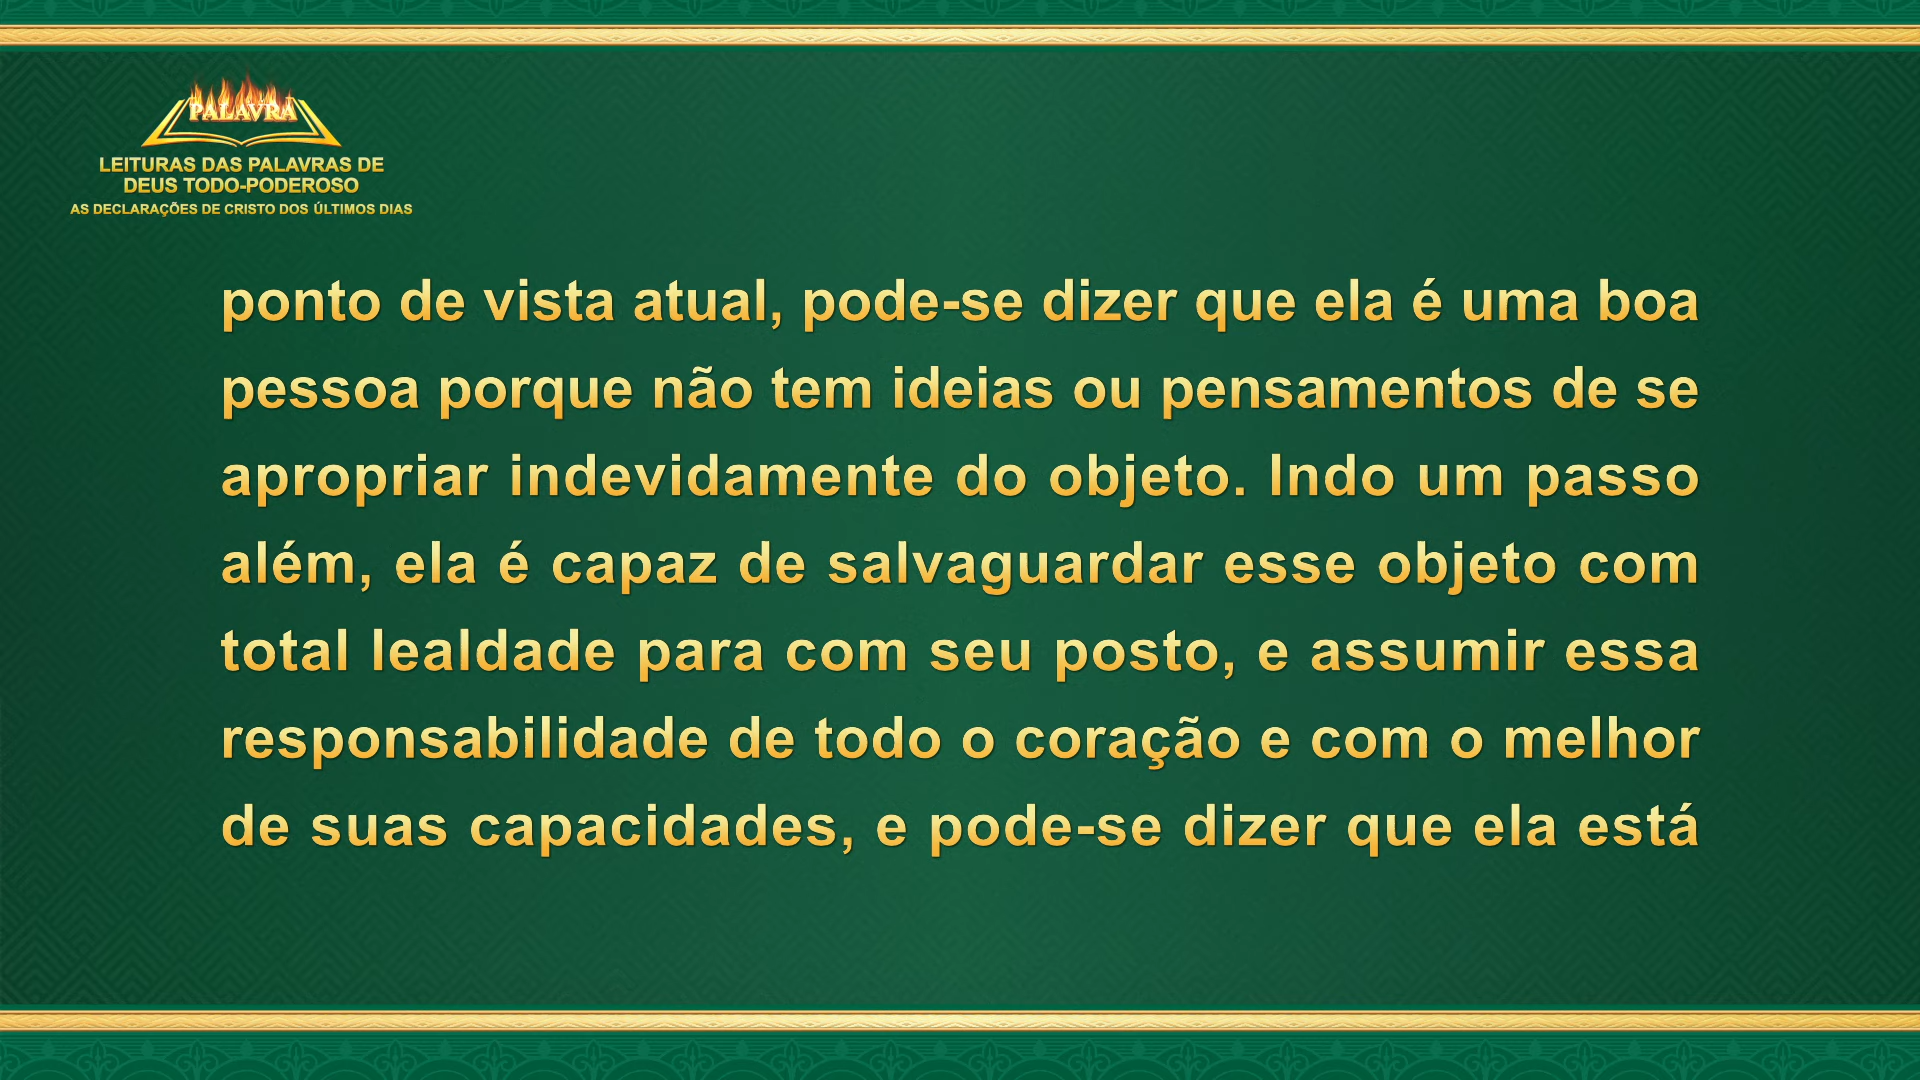 PALAVRA
LEITURAS DAS PALAVRAS DE
DEUS TODO-PODEROSO
AS DECLARAÇÕES DE CRISTO DOS ÚLTIMOS DIAS
ponto de vista atual, pode-se dizer que ela é uma boa
pessoa porque não tem ideias ou pensamentos de se
apropriar indevidamente do objeto. Indo um passo
além, ela é capaz de salvaguardar esse objeto com
total lealdade para com seu posto, e assumir essa
responsabilidade de todo o coração e com o melhor
de suas capacidades, e pode-se dizer que ela está